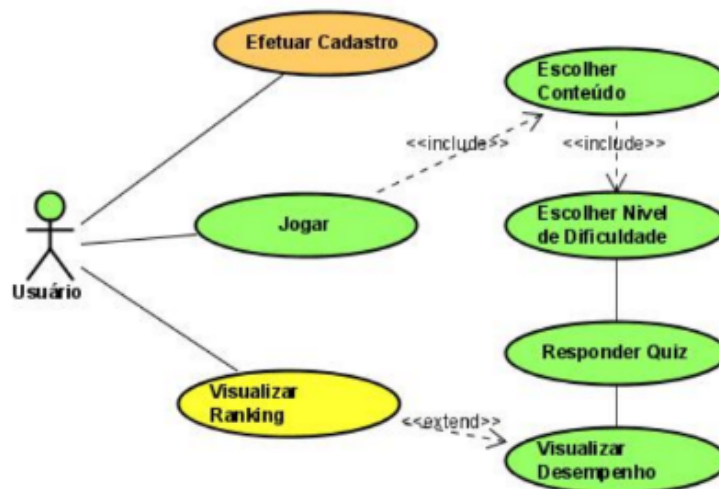 Efetuar Cadastro
Escolher
Conteúdo
<<include>>
<<include>>
Jogar
Escolher Nivel
de Dificuldade
Usuário
Responder Quiz
Visualizar
Ranking
<<extend>>
Visualizar
Desempenho